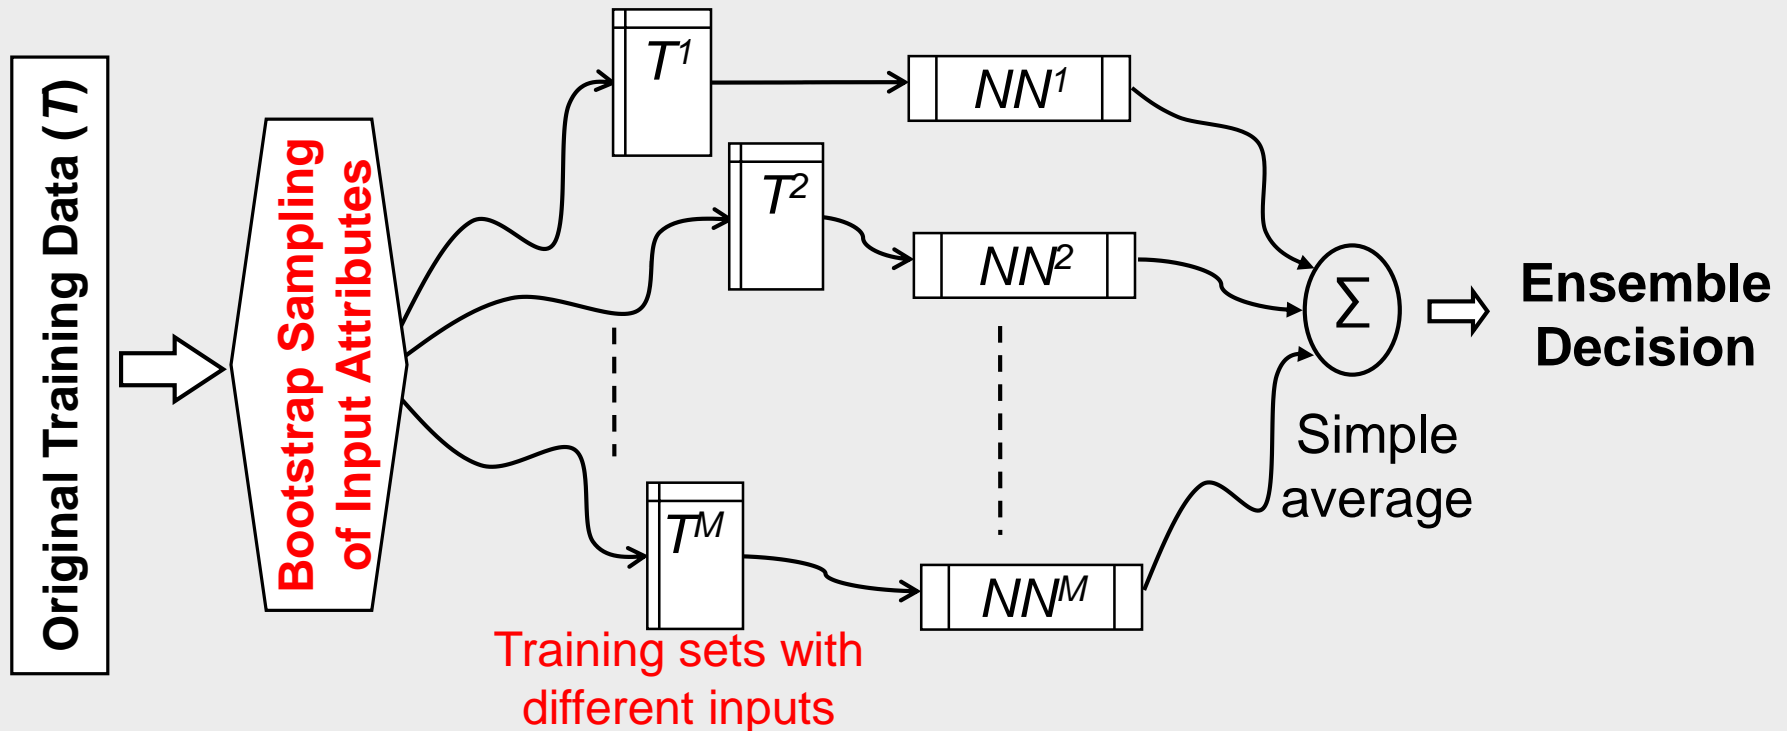 Original Training Data (T)
Bootstrap Sampling
of Input Attributes
T¹
NN¹
T²
NN²
Tᴹ
NNᴹ
Training sets with
different inputs
Σ
Simple
average
Ensemble
Decision